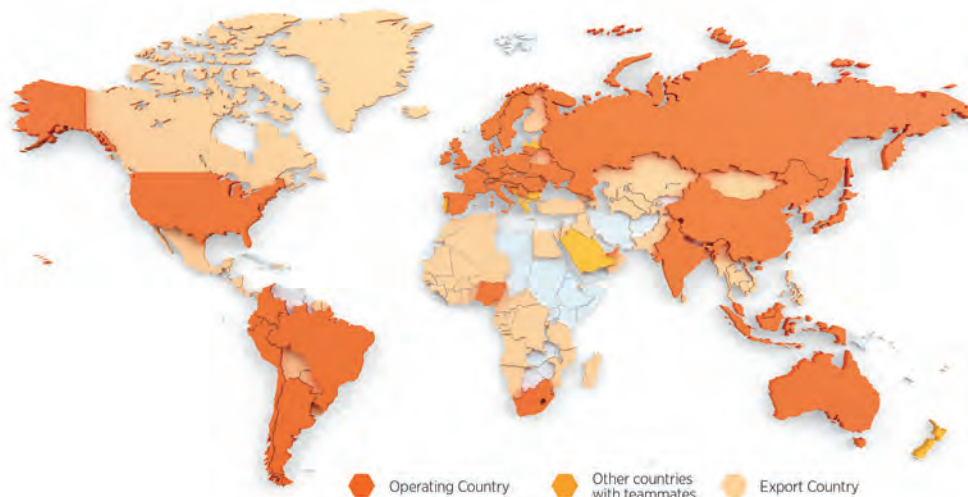 Operating Country
Other countries
with teammates
Export Country